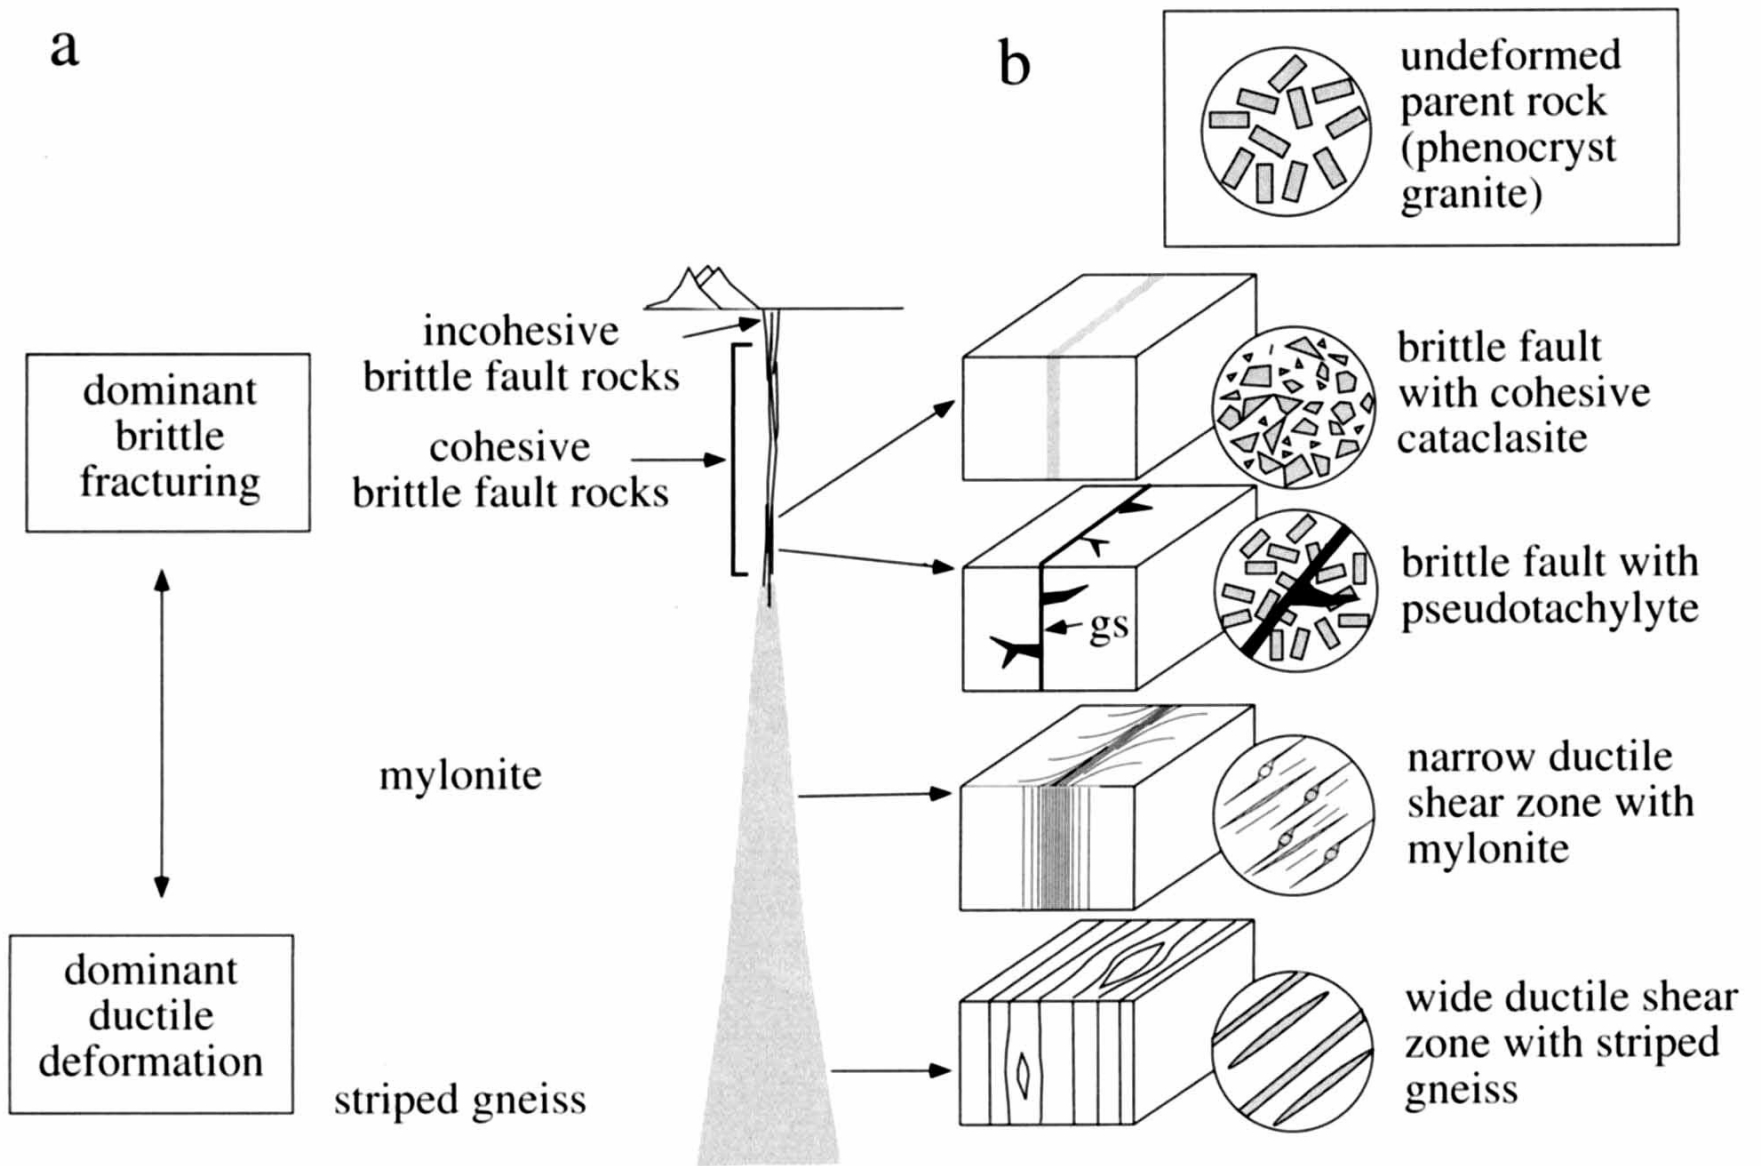 a
b
undeformed
parent rock
(phenocryst
granite)
incohesive
brittle fault rocks
dominant
brittle
fracturing
cohesive
brittle fault rocks
brittle fault
with cohesive
cataclasite
brittle fault with
pseudotachylyte
gs
mylonite
narrow ductile
shear zone with
mylonite
dominant
ductile
deformation
striped gneiss
wide ductile shear
zone with striped
gneiss